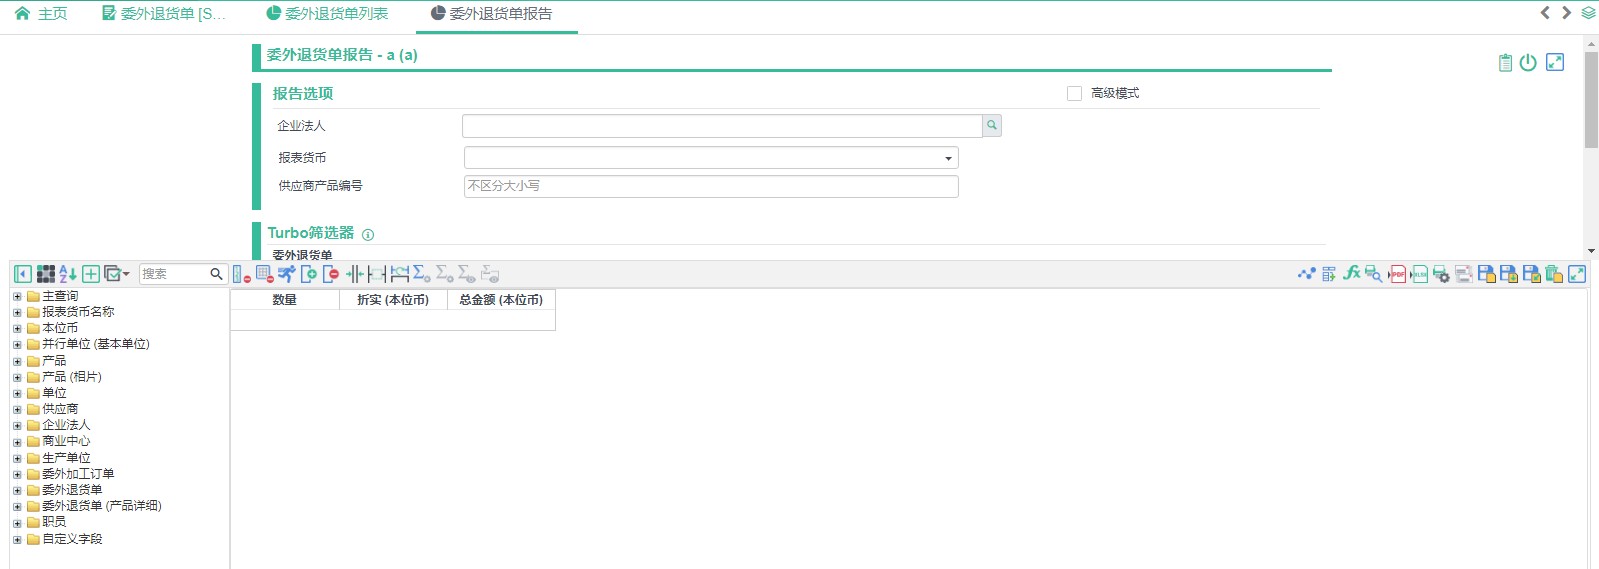 主页 委外退货单 [S... 委外退货单列表 委外退货单报告
委外退货单报告 - a (a)
报告选项 高级模式
企业法人
报表货币
供应商产品编号 不区分大小写
Turbo筛选器
委外退货单
搜索
主查询
报表货币名称
本位币
并行单位 (基本单位)
产品
产品 (相片)
单位
供应商
企业法人
商业中心
生产单位
委外加工订单
委外退货单
委外退货单 (产品详细)
职员
自定义字段
数量 折实 (本位币) 总金额 (本位币)